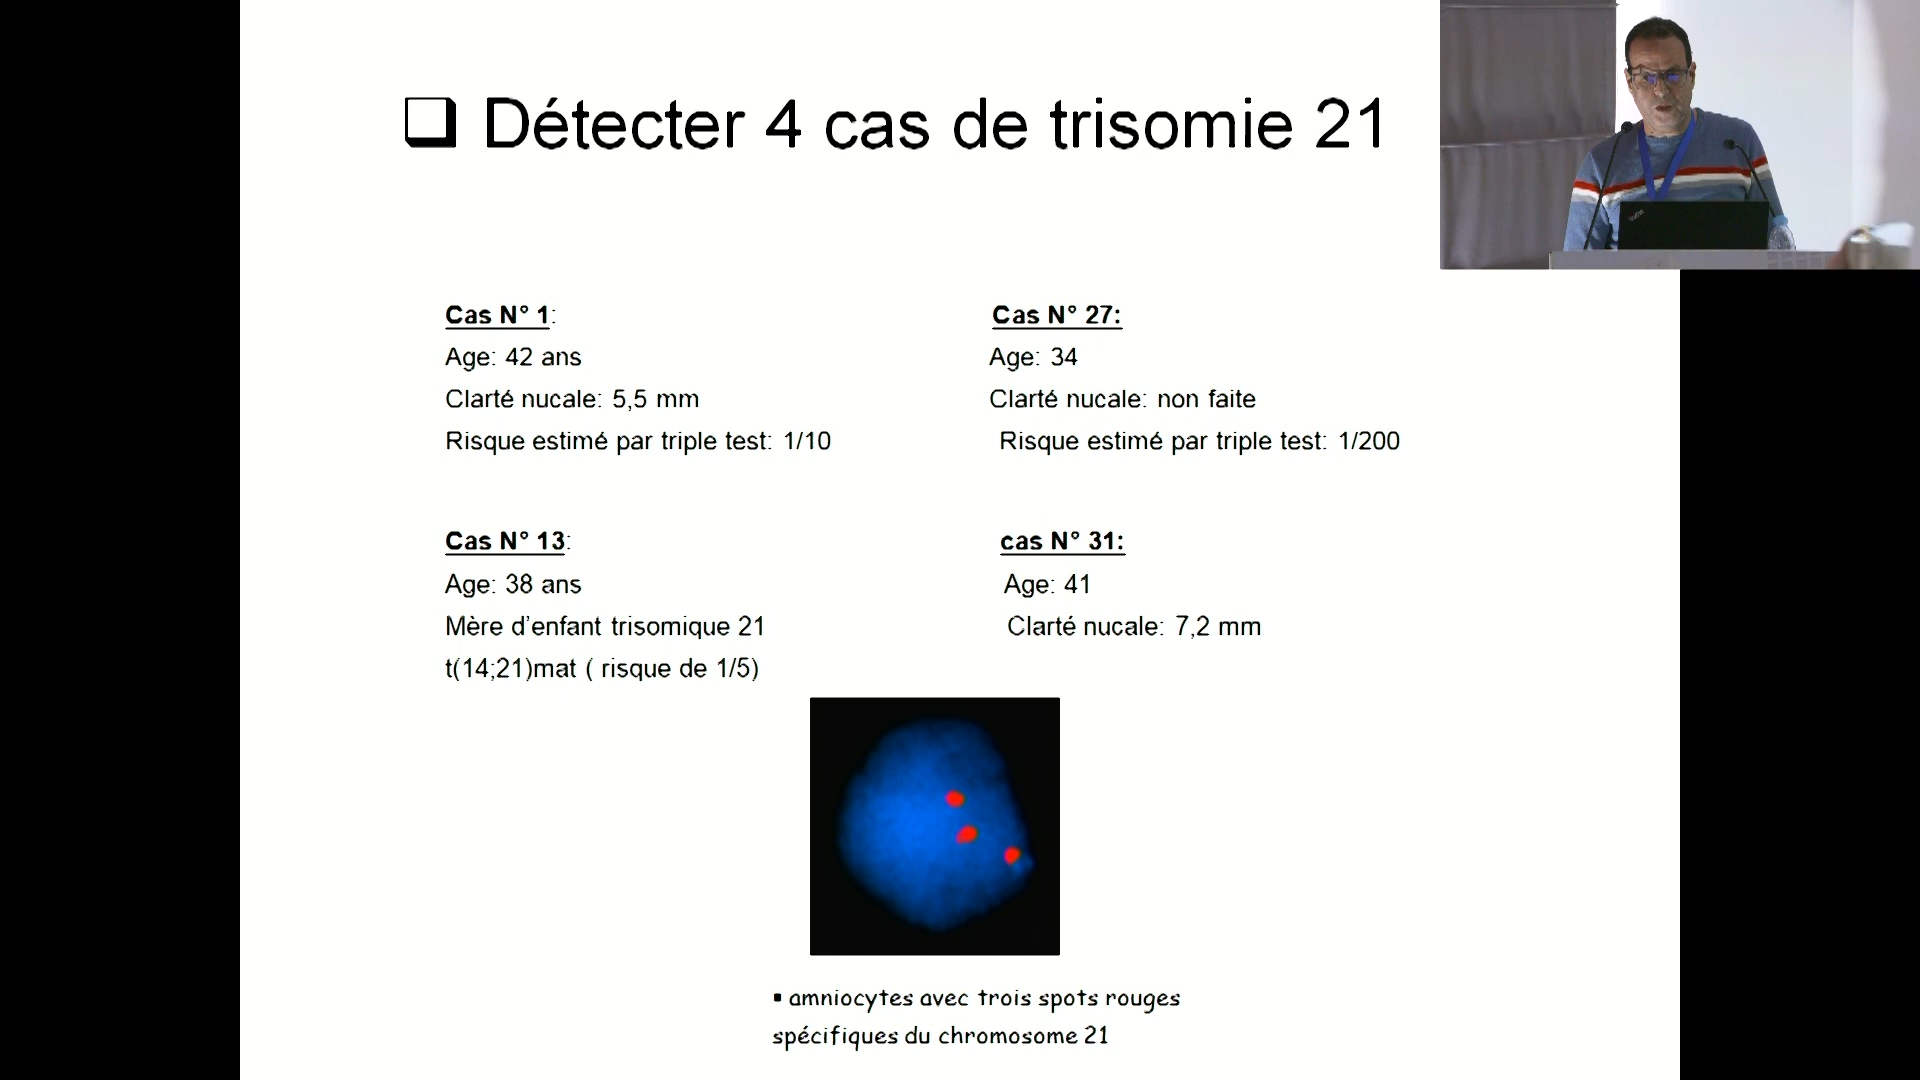 Détecter 4 cas de trisomie 21
Cas N° 1:
Age: 42 ans
Clarté nucale: 5,5 mm
Risque estimé par triple test: 1/10
Cas N° 27:
Age: 34
Clarté nucale: non faite
Risque estimé par triple test: 1/200
Cas N° 13:
Age: 38 ans
Mère d’enfant trisomique 21
t(14;21)mat ( risque de 1/5)
cas N° 31:
Age: 41
Clarté nucale: 7,2 mm
▪ amniocytes avec trois spots rouges
spécifiques du chromosome 21